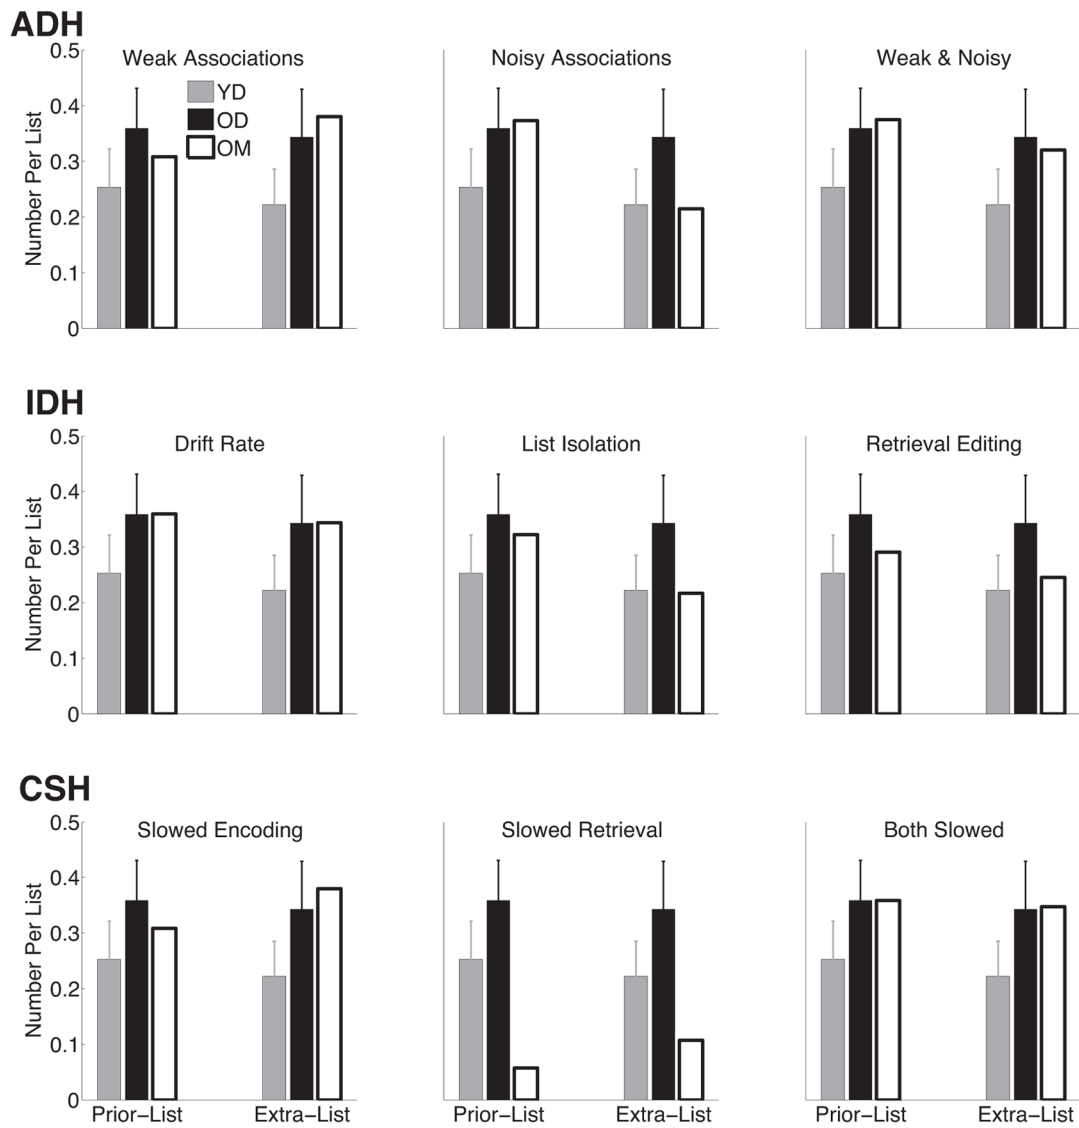 ADH
Weak Associations
Noisy Associations
Weak & Noisy
YD
OD
OM
Number Per List
0.5
0.4
0.3
0.2
0.1
0
IDH
Drift Rate
List Isolation
Retrieval Editing
Number Per List
0.5
0.4
0.3
0.2
0.1
0
CSH
Slowed Encoding
Slowed Retrieval
Both Slowed
Number Per List
0.5
0.4
0.3
0.2
0.1
0
Prior–List Extra–List
Prior–List Extra–List
Prior–List Extra–List